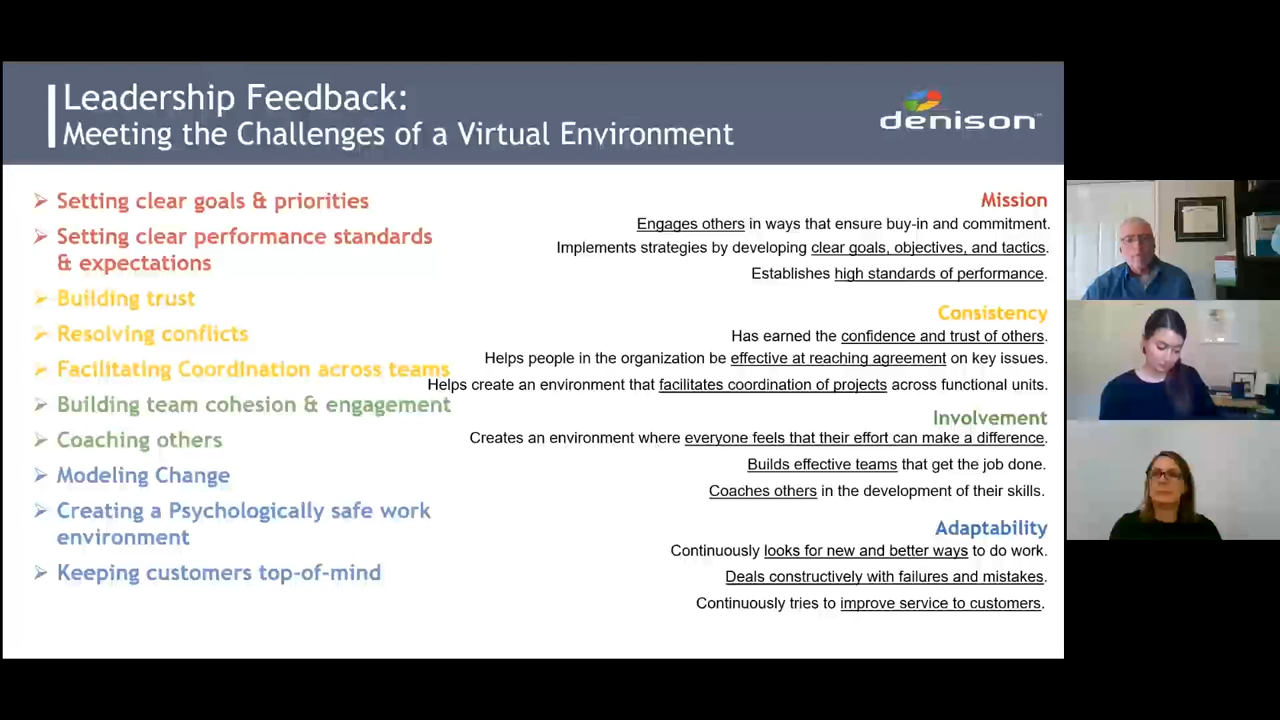 Leadership Feedback:
Meeting the Challenges of a Virtual Environment
denison
➢ Setting clear goals & priorities
➢ Setting clear performance standards
& expectations
➢ Building trust
➢ Resolving conflicts
➢ Facilitating Coordination across teams
➢ Building team cohesion & engagement
➢ Coaching others
➢ Modeling Change
➢ Creating a Psychologically safe work
environment
➢ Keeping customers top-of-mind
Mission
Engages others in ways that ensure buy-in and commitment.
Implements strategies by developing clear goals, objectives, and tactics.
Establishes high standards of performance.
Consistency
Has earned the confidence and trust of others.
Helps people in the organization be effective at reaching agreement on key issues.
Helps create an environment that facilitates coordination of projects across functional units.
Involvement
Creates an environment where everyone feels that their effort can make a difference.
Builds effective teams that get the job done.
Coaches others in the development of their skills.
Adaptability
Continuously looks for new and better ways to do work.
Deals constructively with failures and mistakes.
Continuously tries to improve service to customers.